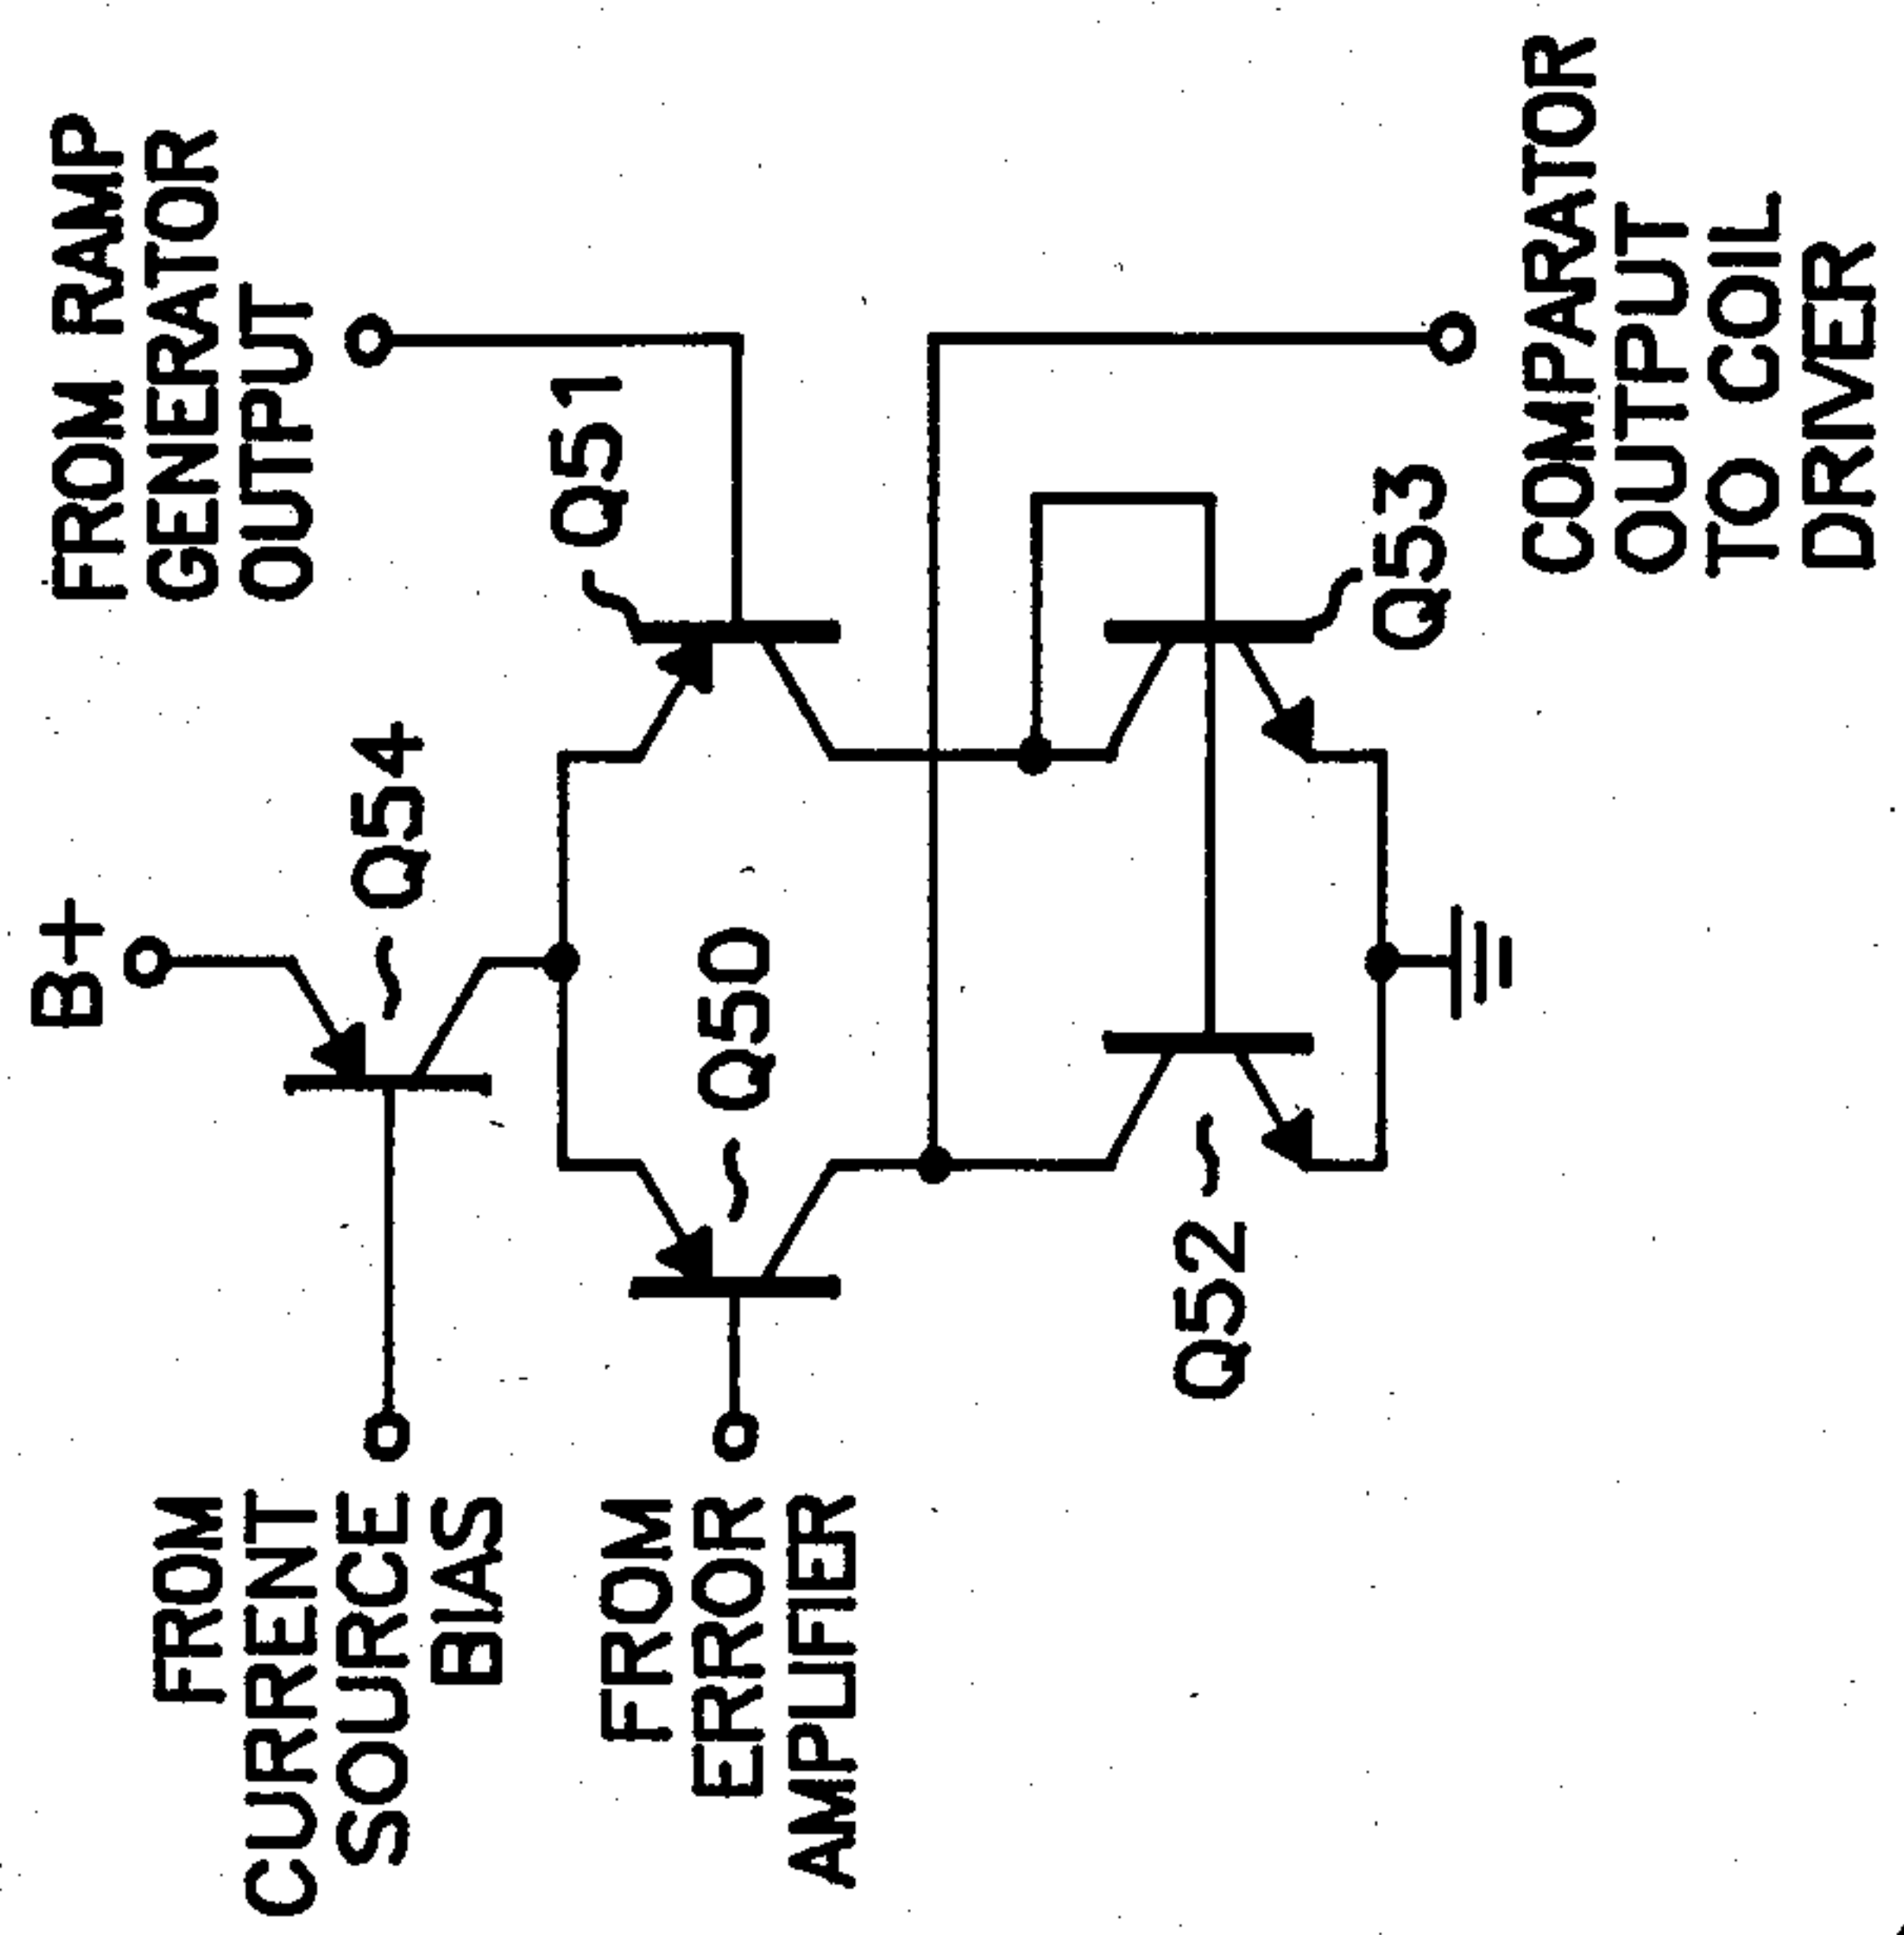 B+
FROM
CURRENT
SOURCE
BIAS
Q54
FROM RAMP
GENERATOR
OUTPUT
FROM
ERROR
AMPLIFIER
Q50
Q51
Q52
Q53
COMPARATOR
OUTPUT
TO COIL
DRIVER